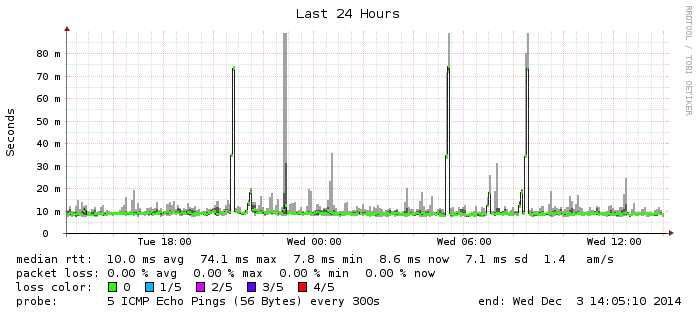 Last 24 Hours
RRDTOOL / TOBI OETIKER
Seconds
80 m
70 m
60 m
50 m
40 m
30 m
20 m
10 m
0
Tue 18:00 Wed 00:00 Wed 06:00 Wed 12:00
median rtt: 10.0 ms avg 74.1 ms max 7.8 ms min 8.6 ms now 7.1 ms sd 1.4 am/s
packet loss: 0.00 % avg 0.00 % max 0.00 % min 0.00 % now
loss color: 0 1/5 2/5 3/5 4/5
probe: 5 ICMP Echo Pings (56 Bytes) every 300s end: Wed Dec 3 14:05:10 2014